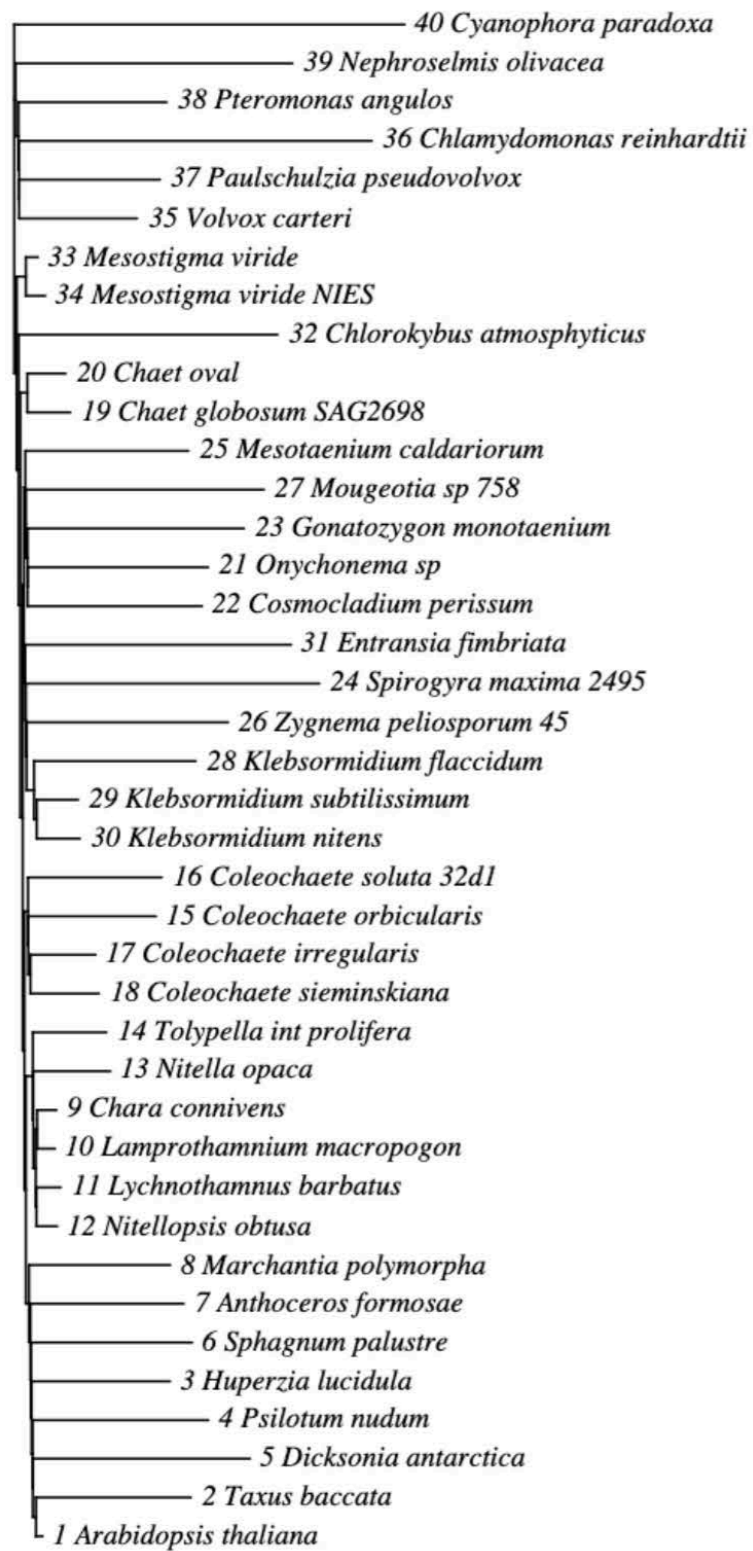 40 Cyanophora paradoxa
39 Nephroselmis olivacea
38 Pteromonas angulos
36 Chlamydomonas reinhardtii
37 Paulschulzia pseudovolvox
35 Volvox carteri
33 Mesostigma viride
34 Mesostigma viride NIES
32 Chlorokybus atmosphyticus
20 Chaet oval
19 Chaet globosum SAG2698
25 Mesotaenium caldariorum
27 Mougeotia sp 758
23 Gonatozygon monotaenium
21 Onychonema sp
22 Cosmocladium perissum
31 Entransia fimbriata
24 Spirogyra maxima 2495
26 Zygnema peliosporum 45
28 Klebsormidium flaccidum
29 Klebsormidium subtilissimum
30 Klebsormidium nitens
16 Coleochaete soluta 32d1
15 Coleochaete orbicularis
17 Coleochaete irregularis
18 Coleochaete sieminskiana
14 Tolypella int prolifera
13 Nitella opaca
9 Chara connivens
10 Lamprothamnium macropogon
11 Lychnothamnus barbatus
12 Nitellopsis obtusa
8 Marchantia polymorpha
7 Anthoceros formosae
6 Sphagnum palustre
3 Huperzia lucidula
4 Psilotum nudum
5 Dicksonia antarctica
2 Taxus baccata
1 Arabidopsis thaliana